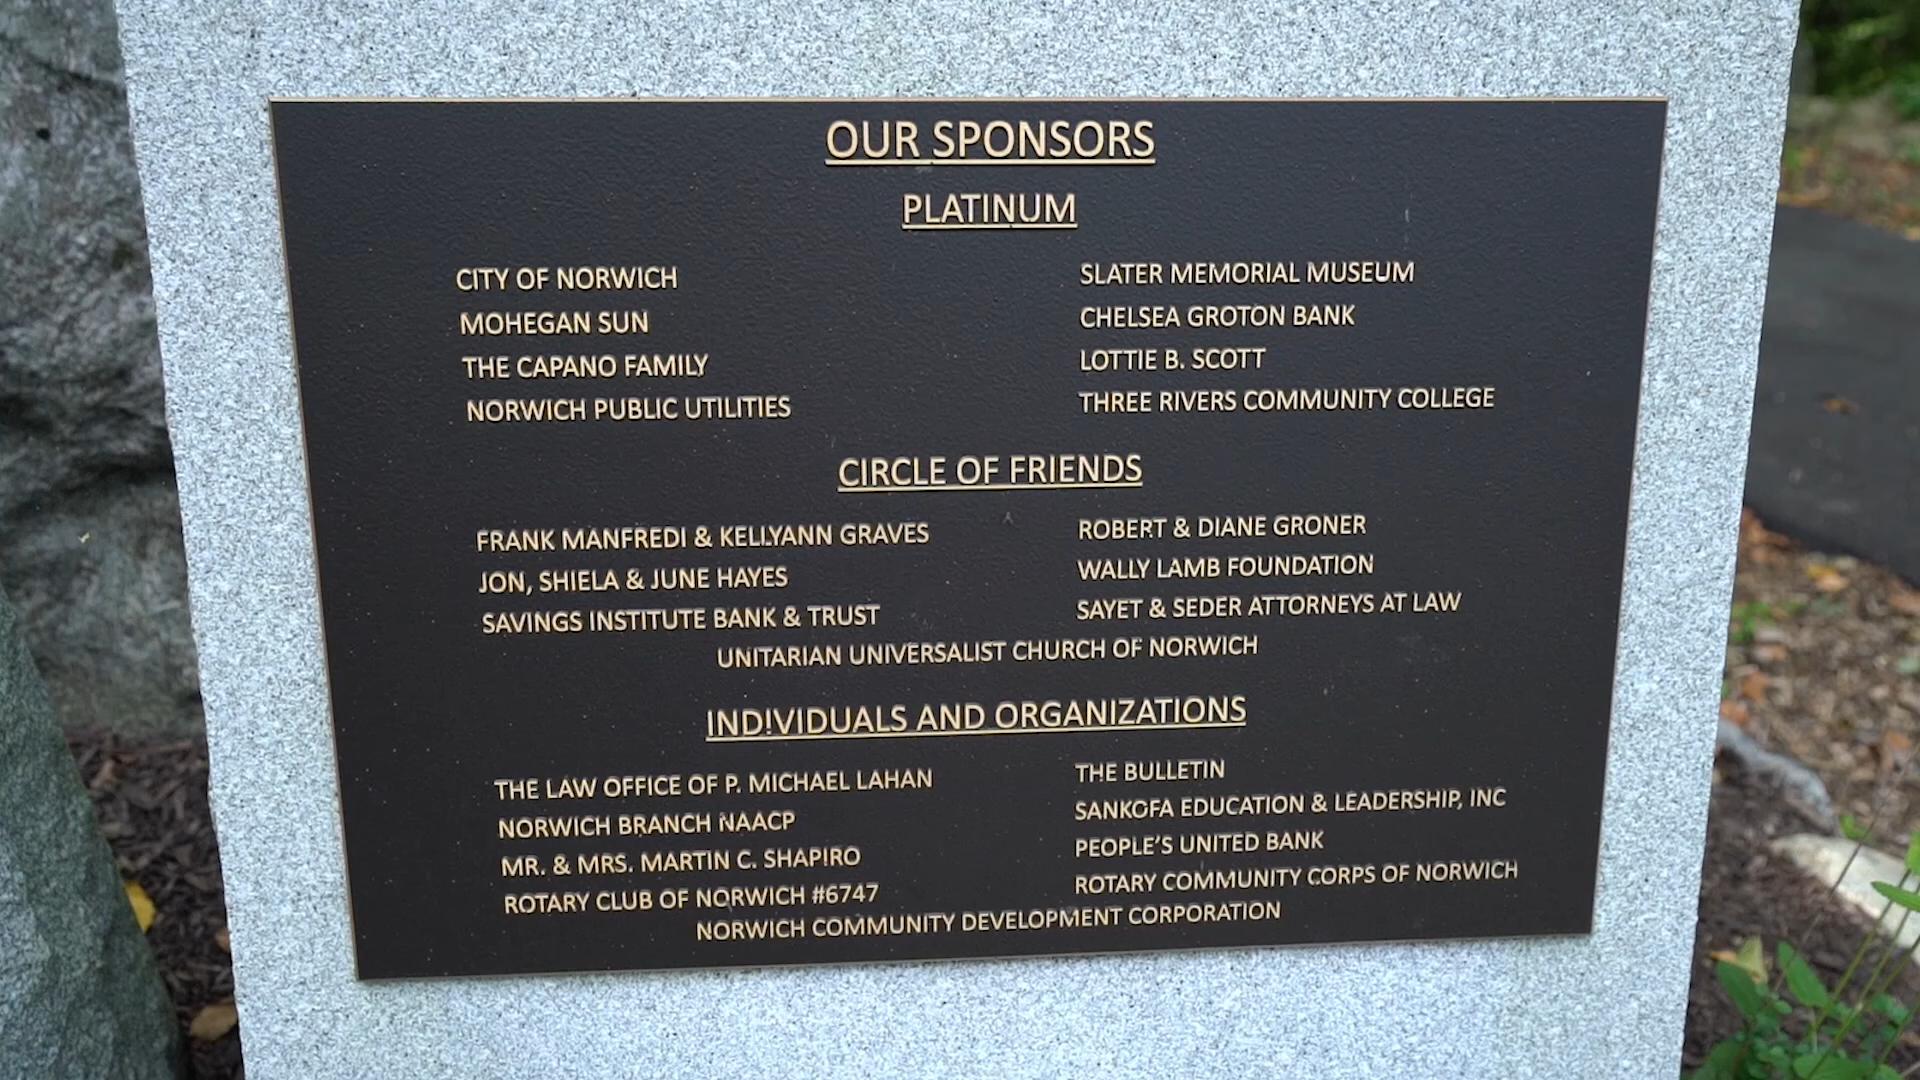 OUR SPONSORS
PLATINUM
CITY OF NORWICH
MOHEGAN SUN
THE CAPANO FAMILY
NORWICH PUBLIC UTILITIES
SLATER MEMORIAL MUSEUM
CHELSEA GROTON BANK
LOTTIE B. SCOTT
THREE RIVERS COMMUNITY COLLEGE
CIRCLE OF FRIENDS
FRANK MANFREDI & KELLYANN GRAVES
JON, SHIELA & JUNE HAYES
SAVINGS INSTITUTE BANK & TRUST
ROBERT & DIANE GRONER
WALLY LAMB FOUNDATION
SAYET & SEDER ATTORNEYS AT LAW
UNITARIAN UNIVERSALIST CHURCH OF NORWICH
INDIVIDUALS AND ORGANIZATIONS
THE LAW OFFICE OF P. MICHAEL LAHAN
NORWICH BRANCH NAACP
MR. & MRS. MARTIN C. SHAPIRO
ROTARY CLUB OF NORWICH #6747
THE BULLETIN
SANKOFA EDUCATION & LEADERSHIP, INC
PEOPLE'S UNITED BANK
ROTARY COMMUNITY CORPS OF NORWICH
NORWICH COMMUNITY DEVELOPMENT CORPORATION